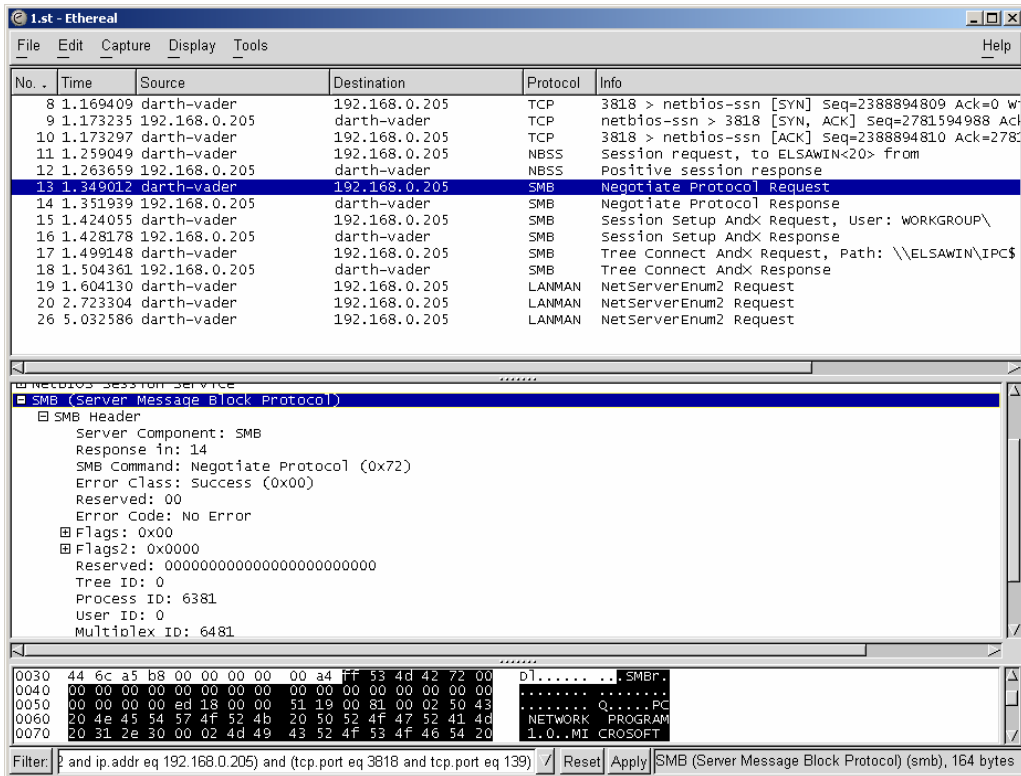 1.st - Ethereal
File Edit Capture Display Tools Help
No. Time Source Destination Protocol Info
8 1.169409 darth-vader 192.168.0.205 TCP 3818 > netbios-ssn [SYN] Seq=2388894809 Ack=0
9 1.173235 192.168.0.205 darth-vader TCP netbios-ssn > 3818 [SYN, ACK] Seq=2781594988
10 1.173297 darth-vader 192.168.0.205 TCP 3818 > netbios-ssn [ACK] Seq=2388894810
11 1.259049 darth-vader 192.168.0.205 NBSS Session request, to ELSAWIN<20> from
12 1.263659 192.168.0.205 darth-vader NBSS Positive session response
13 1.349012 darth-vader 192.168.0.205 SMB Negotiate Protocol Request
14 1.351939 192.168.0.205 darth-vader SMB Negotiate Protocol Response
15 1.424055 darth-vader 192.168.0.205 SMB Session Setup AndX Request, User: WORKGROUP\
16 1.428178 192.168.0.205 darth-vader SMB Session Setup AndX Response
17 1.499148 darth-vader 192.168.0.205 SMB Tree Connect AndX Request, Path: \\ELSAWIN\IPC$
18 1.504361 192.168.0.205 darth-vader SMB Tree Connect AndX Response
19 1.604130 darth-vader 192.168.0.205 LANMAN NetServerEnum2 Request
20 2.723304 darth-vader 192.168.0.205 LANMAN NetServerEnum2 Request
26 5.032586 darth-vader 192.168.0.205 LANMAN NetServerEnum2 Request
NetBIOS Session Service
SMB (Server Message Block Protocol)
SMB Header
Server Component: SMB
Response in: 14
SMB Command: Negotiate Protocol (0x72)
Error Class: Success (0x00)
Reserved: 00
Error Code: No Error
Flags: 0x00
Flags2: 0x0000
Reserved: 000000000000000000000000
Tree ID: 0
Process ID: 6381
User ID: 0
Multiplex ID: 6481
0030 44 6c a5 b8 00 00 00 00 00 a4 ff 53 4d 42 72 00 Dl...... ...SMBr.
0040 00 00 00 00 00 00 00 00 00 00 00 00 00 00 00 00 ........ ........
0050 00 00 00 00 ed 18 00 00 51 19 00 81 00 02 50 43 ........ Q.....PC
0060 20 4e 45 54 57 4f 52 4b 20 50 52 4f 47 52 41 4d NETWORK PROGRAM
0070 20 31 2e 30 00 02 4d 49 43 52 4f 53 4f 46 54 20 1.0..MI CROSOFT
Filter: and ip.addr eq 192.168.0.205) and (tcp.port eq 3818 and tcp.port eq 139) Reset Apply SMB (Server Message Block Protocol) (smb), 164 bytes